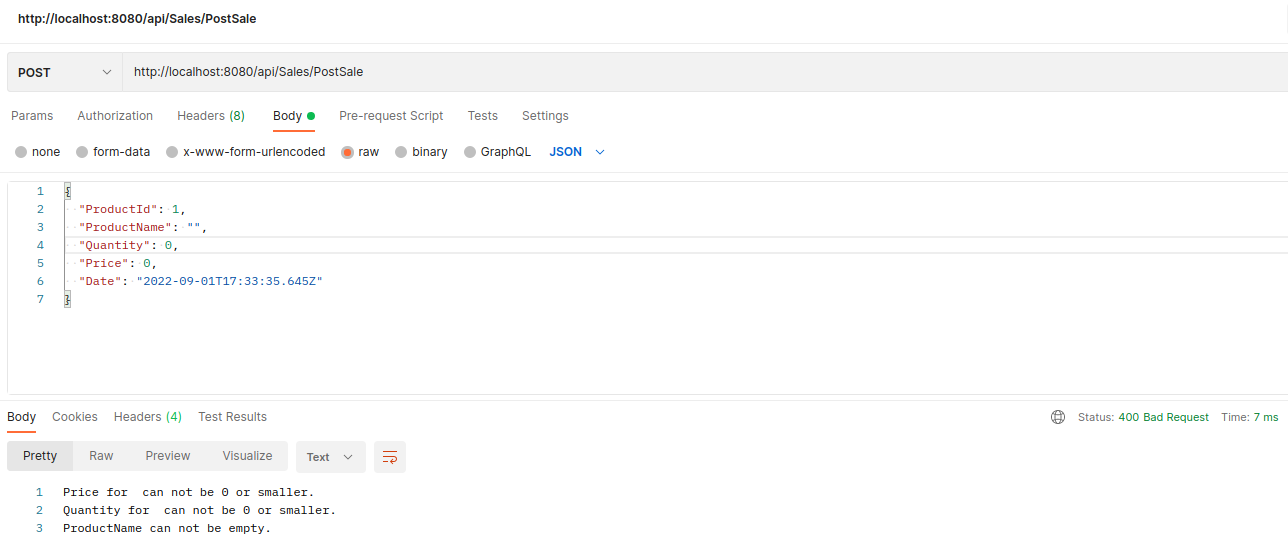 http://localhost:8080/api/Sales/PostSale
POST http://localhost:8080/api/Sales/PostSale
Params Authorization Headers (8) Body Pre-request Script Tests Settings
none form-data x-www-form-urlencoded raw binary GraphQL JSON
1 {
2 "ProductId": 1,
3 "ProductName": "",
4 "Quantity": 0,
5 "Price": 0,
6 "Date": "2022-09-01T17:33:35.645Z"
7 }
Body Cookies Headers (4) Test Results Status: 400 Bad Request Time: 7 ms
Pretty Raw Preview Visualize Text
1 Price for  can not be 0 or smaller.
2 Quantity for  can not be 0 or smaller.
3 ProductName can not be empty.